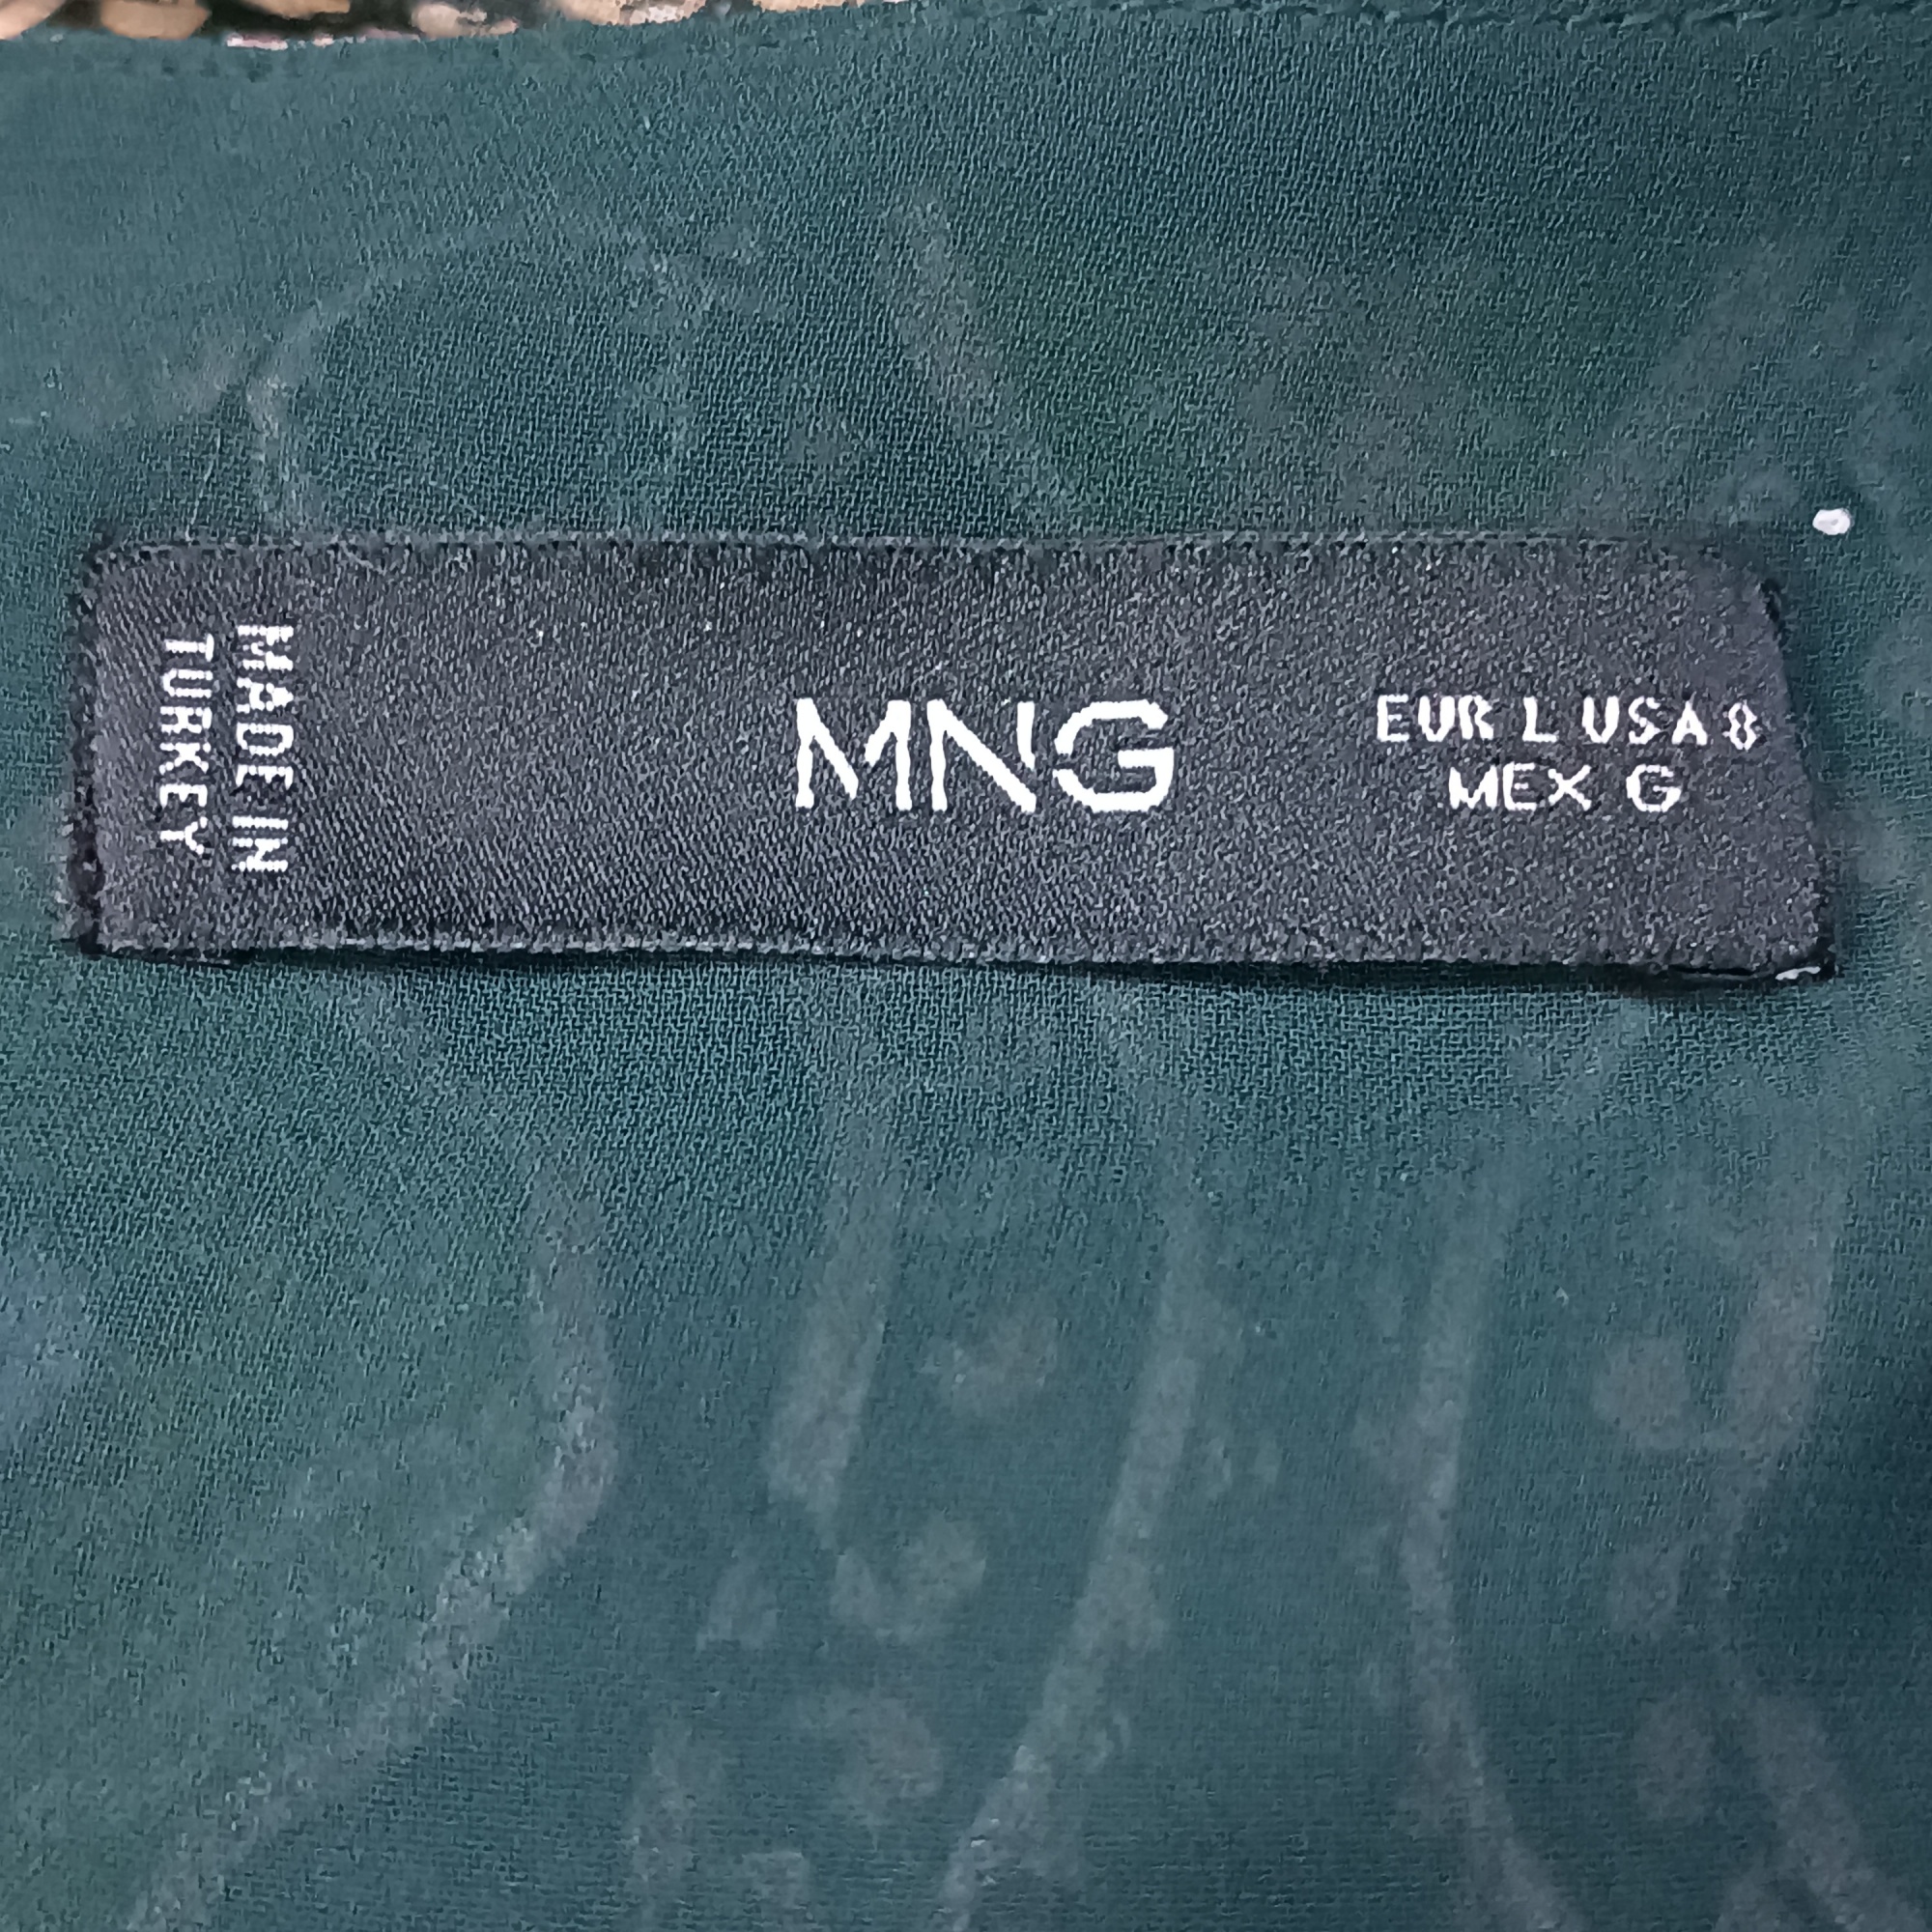 MADE IN
TURKEY
MNG
EUR L USA 8
MEX G